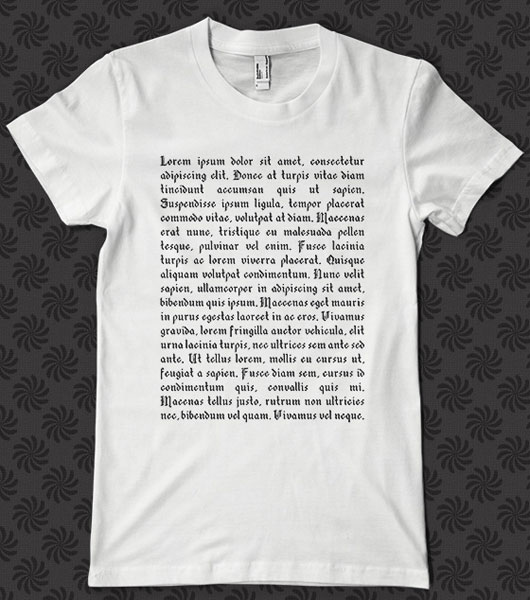 Lorem ipsum dolor sit amet, consectetur
adipiscing elit. Donec at turpis vitae diam
tincidunt accumsan quis ut sapien.
Suspendisse ipsum ligula, tempor placerat
commodo vitae, volutpat at diam. Maecenas
erat nunc, tristique eu malesuada pellen
tesque, pulvinar vel enim. Fusce lacinia
turpis ac lorem viverra placerat. Quisque
aliquam volutpat condimentum. Nunc velit
sapien, ullamcorper in adipiscing sit amet,
bibendum quis ipsum. Maecenas eget mauris
in purus egestas laoreet in ac eros. Vivamus
gravida, lorem fringilla auctor vehicula, elit
urna lacinia turpis, nec ultrices sem ante sed
ante. Ut tellus lorem, mollis eu cursus ut,
feugiat a sapien. Fusce diam sem, cursus id
condimentum quis, convallis quis mi.
Maecenas tellus justo, rutrum non ultricies
nec, bibendum vel quam. Vivamus vel neque.